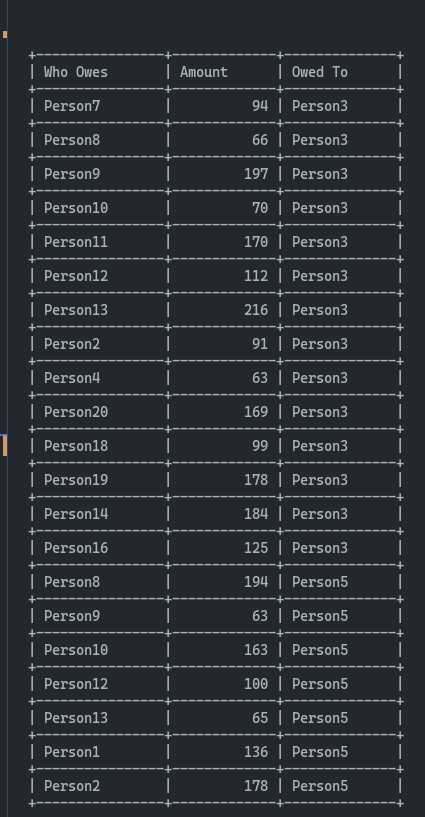 +----------------+-------------+--------------+
| Who Owes       | Amount      | Owed To      |
+----------------+-------------+--------------+
| Person7        |          94 | Person3      |
+----------------+-------------+--------------+
| Person8        |          66 | Person3      |
+----------------+-------------+--------------+
| Person9        |         197 | Person3      |
+----------------+-------------+--------------+
| Person10       |          70 | Person3      |
+----------------+-------------+--------------+
| Person11       |         170 | Person3      |
+----------------+-------------+--------------+
| Person12       |         112 | Person3      |
+----------------+-------------+--------------+
| Person13       |         216 | Person3      |
+----------------+-------------+--------------+
| Person2        |          91 | Person3      |
+----------------+-------------+--------------+
| Person4        |          63 | Person3      |
+----------------+-------------+--------------+
| Person20       |         169 | Person3      |
+----------------+-------------+--------------+
| Person18       |          99 | Person3      |
+----------------+-------------+--------------+
| Person19       |         178 | Person3      |
+----------------+-------------+--------------+
| Person14       |         184 | Person3      |
+----------------+-------------+--------------+
| Person16       |         125 | Person3      |
+----------------+-------------+--------------+
| Person8        |         194 | Person5      |
+----------------+-------------+--------------+
| Person9        |          63 | Person5      |
+----------------+-------------+--------------+
| Person10       |         163 | Person5      |
+----------------+-------------+--------------+
| Person12       |         100 | Person5      |
+----------------+-------------+--------------+
| Person13       |          65 | Person5      |
+----------------+-------------+--------------+
| Person1        |         136 | Person5      |
+----------------+-------------+--------------+
| Person2        |         178 | Person5      |
+----------------+-------------+--------------+